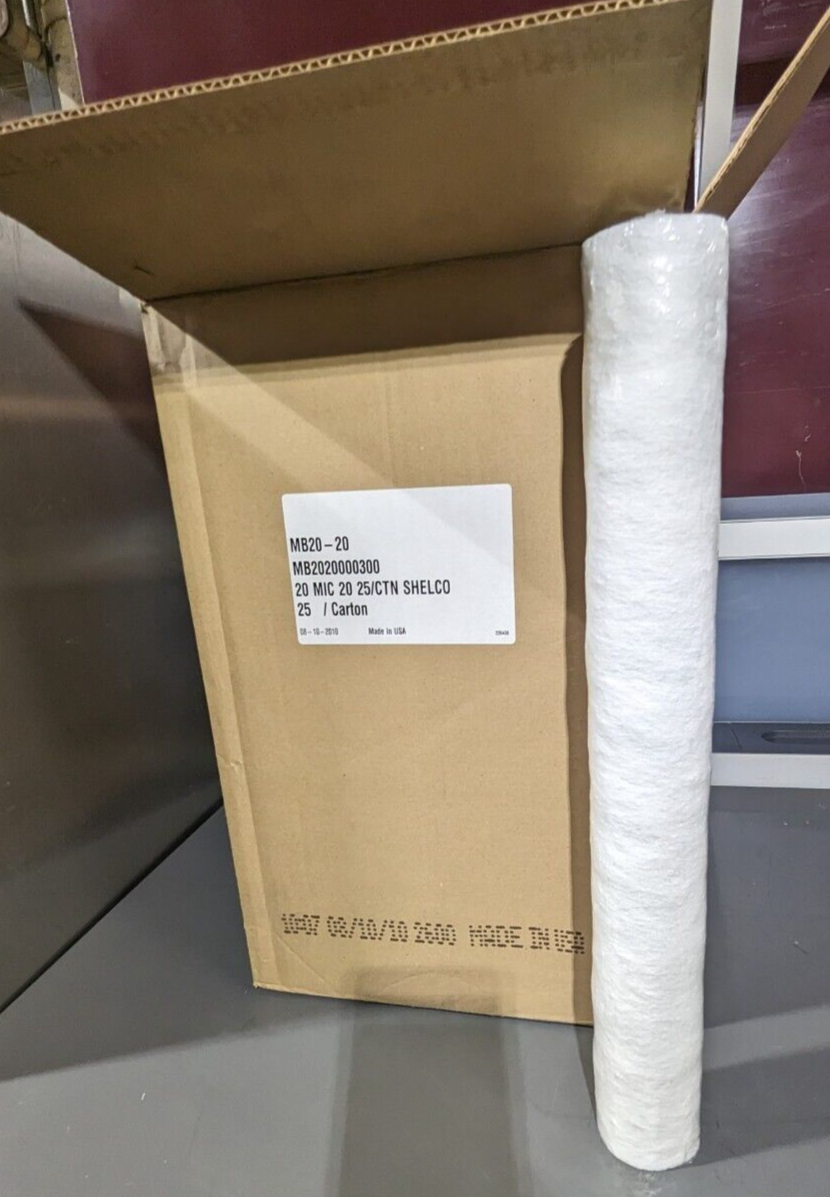 MB20-20
MB2020000300
20 MIC 20 25/CTN SHELCO
25 / Carton
08-10-2010 Made in USA
08/10/10 2600 MADE IN USA